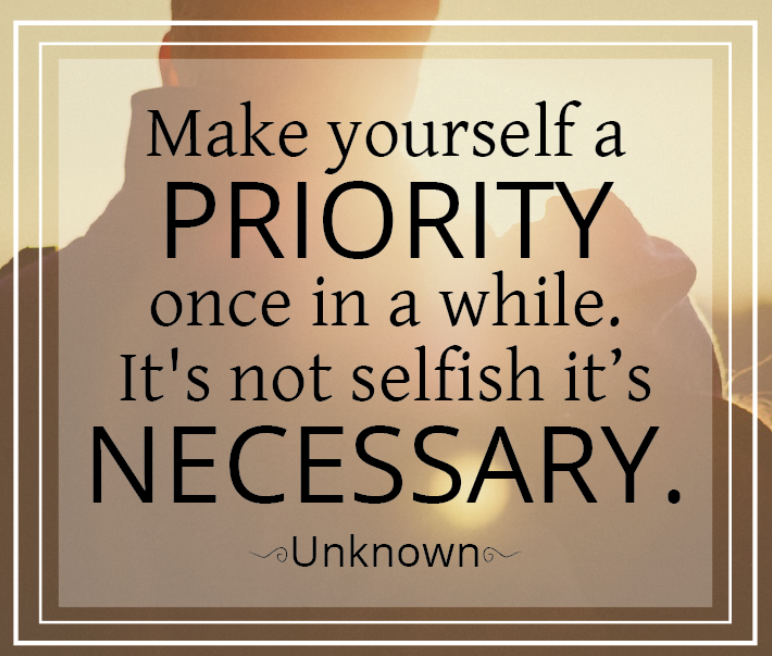 Make yourself a
PRIORITY
once in a while.
It's not selfish it’s
NECESSARY.
Unknown